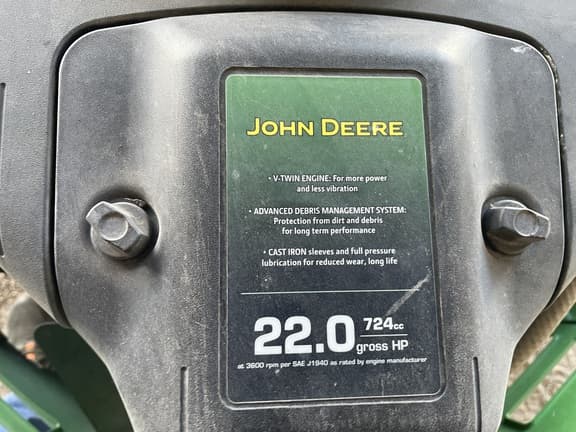 JOHN DEERE
• V-TWIN ENGINE: For more power
and less vibration
• ADVANCED DEBRIS MANAGEMENT SYSTEM:
Protection from dirt and debris
for long term performance
• CAST IRON sleeves and full pressure
lubrication for reduced wear, long life
22.0 724cc
gross HP
at 3600 rpm per SAE J1940 as rated by engine manufacturer